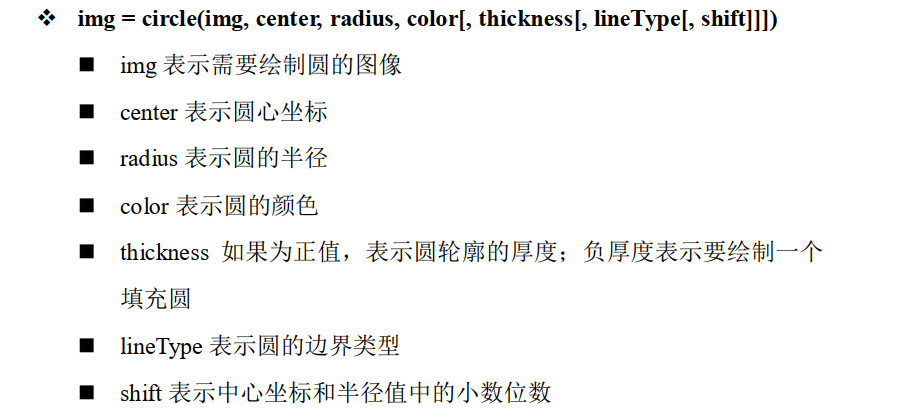 ❖ img = circle(img, center, radius, color[, thickness[, lineType[, shift]]])
■ img 表示需要绘制圆的图像
■ center 表示圆心坐标
■ radius 表示圆的半径
■ color 表示圆的颜色
■ thickness 如果为正值，表示圆轮廓的厚度；负厚度表示要绘制一个
填充圆
■ lineType 表示圆的边界类型
■ shift 表示中心坐标和半径值中的小数位数